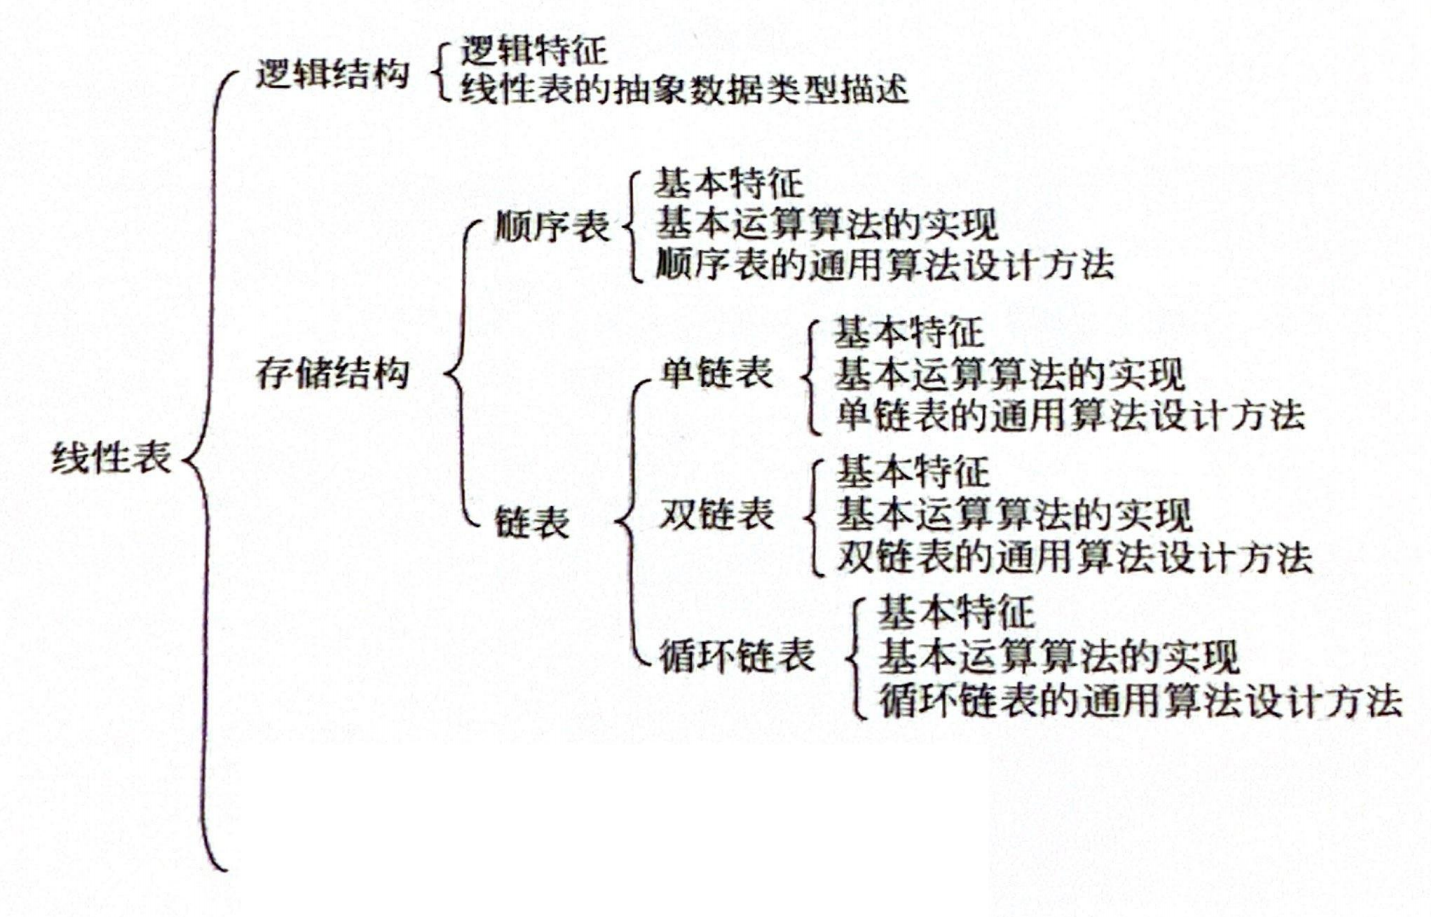 逻辑结构
逻辑特征
线性表的抽象数据类型描述
顺序表
基本特征
基本运算算法的实现
顺序表的通用算法设计方法
存储结构
单链表
基本特征
基本运算算法的实现
单链表的通用算法设计方法
线性表
链表
双链表
基本特征
基本运算算法的实现
双链表的通用算法设计方法
循环链表
基本特征
基本运算算法的实现
循环链表的通用算法设计方法